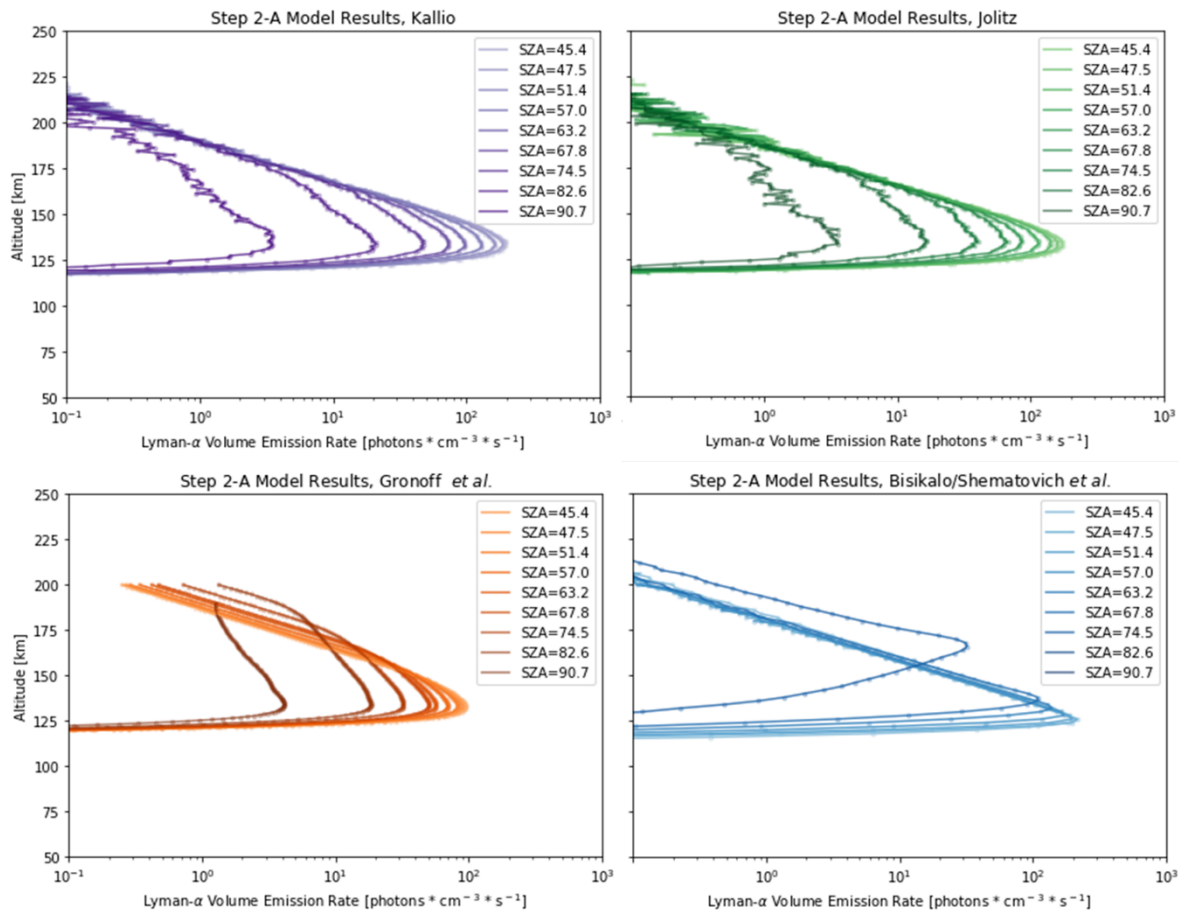 Step 2-A Model Results, Kallio
250
225
200
175
150
125
100
75
50
Altitude [km]
SZA=45.4
SZA=47.5
SZA=51.4
SZA=57.0
SZA=63.2
SZA=67.8
SZA=74.5
SZA=82.6
SZA=90.7
10⁻¹ 10⁰ 10¹ 10² 10³
Lyman-α Volume Emission Rate [photons * cm⁻³ * s⁻¹]
Step 2-A Model Results, Jolitz
SZA=45.4
SZA=47.5
SZA=51.4
SZA=57.0
SZA=63.2
SZA=67.8
SZA=74.5
SZA=82.6
SZA=90.7
10⁰ 10¹ 10² 10³
Lyman-α Volume Emission Rate [photons * cm⁻³ * s⁻¹]
Step 2-A Model Results, Gronoff et al.
250
225
200
175
150
125
100
75
50
Altitude [km]
SZA=45.4
SZA=47.5
SZA=51.4
SZA=57.0
SZA=63.2
SZA=67.8
SZA=74.5
SZA=82.6
SZA=90.7
10⁻¹ 10⁰ 10¹ 10² 10³
Lyman-α Volume Emission Rate [photons * cm⁻³ * s⁻¹]
Step 2-A Model Results, Bisikalo/Shematovich et al.
SZA=45.4
SZA=47.5
SZA=51.4
SZA=57.0
SZA=63.2
SZA=67.8
SZA=74.5
SZA=82.6
SZA=90.7
10⁰ 10¹ 10² 10³
Lyman-α Volume Emission Rate [photons * cm⁻³ * s⁻¹]